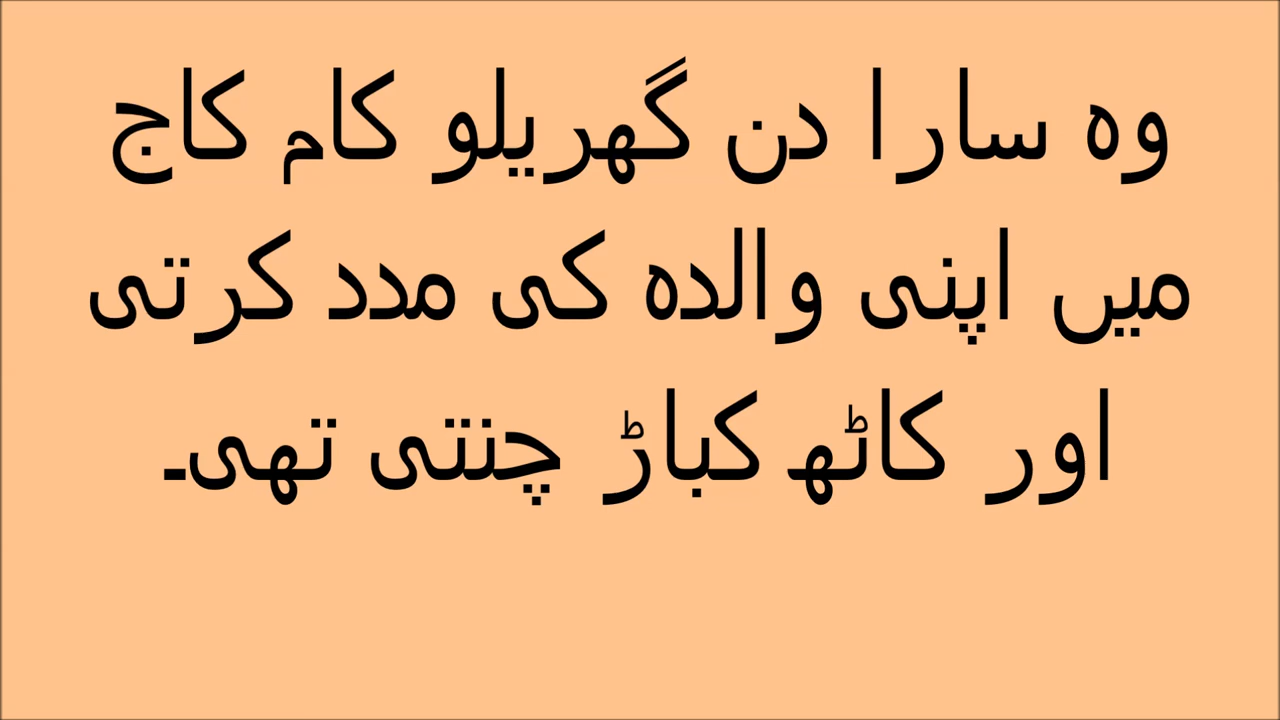 وہ سارا دن گھریلو کام کاج
میں اپنی والدہ کی مدد کرتی
اور کاٹھ کباڑ چنتی تھی۔